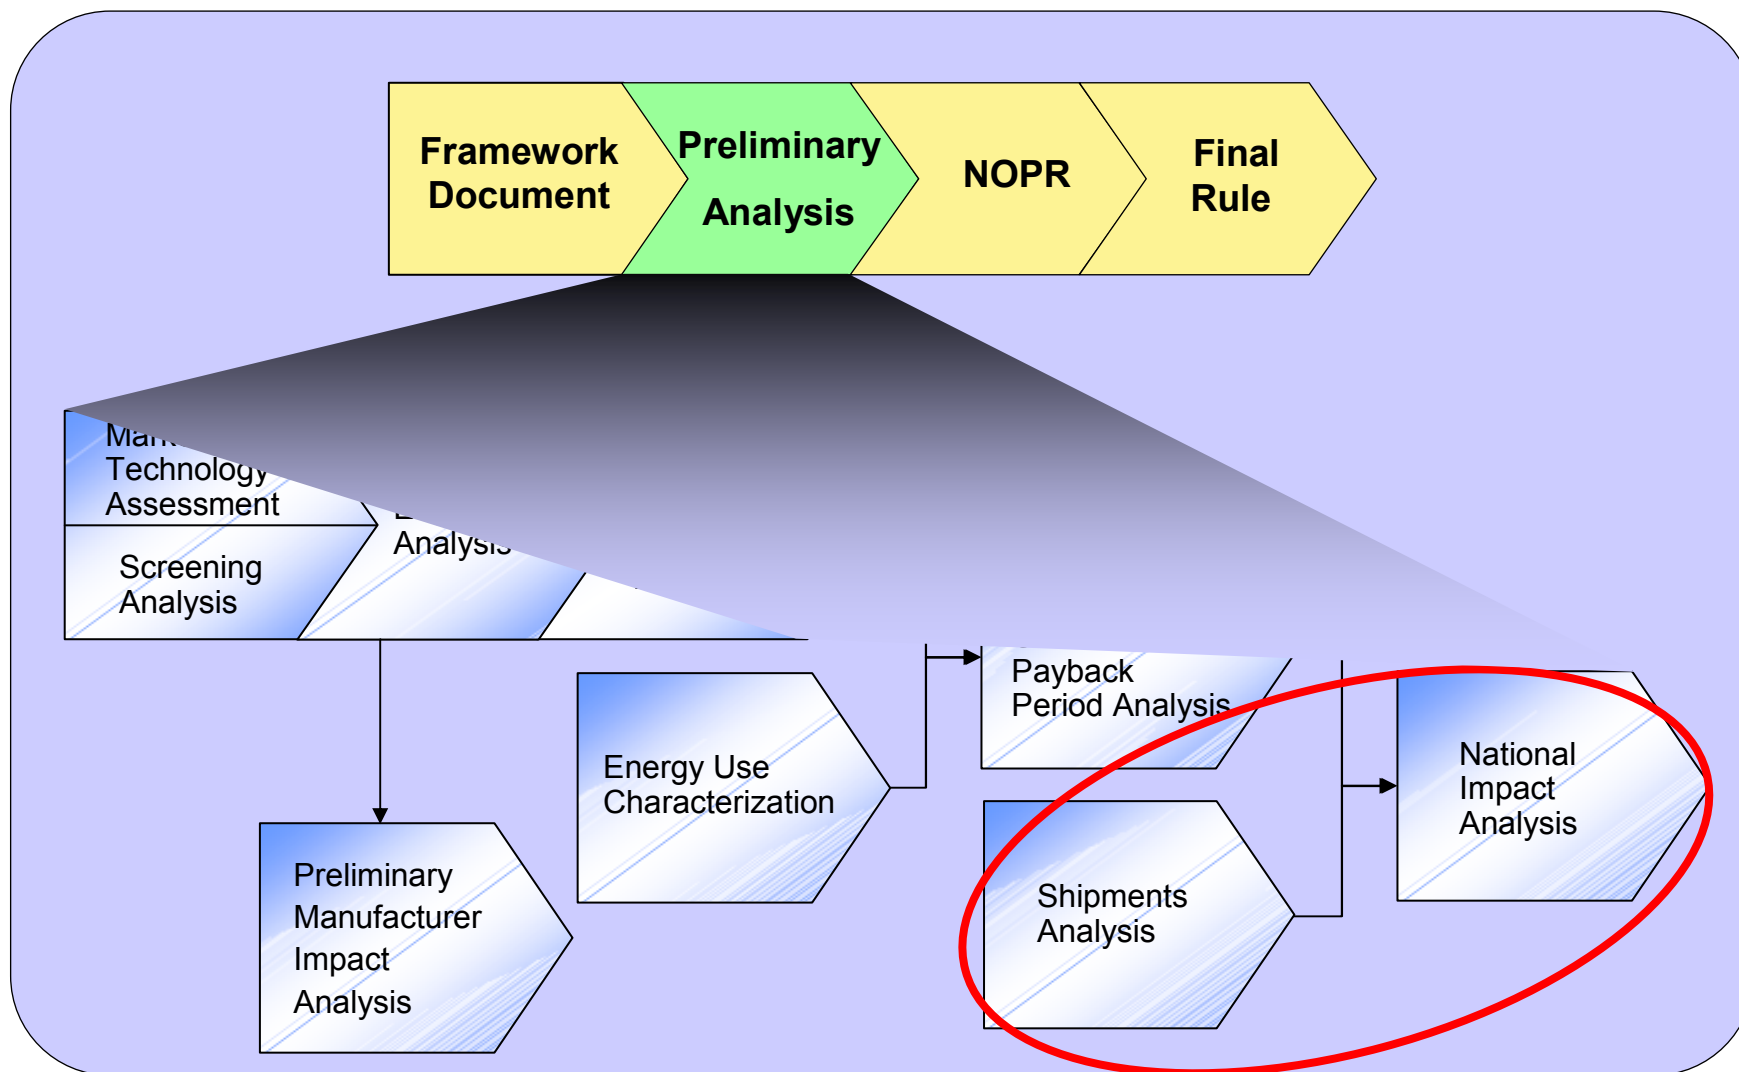 Framework
Document
Preliminary
Analysis
NOPR
Final
Rule
Technology
Assessment
Screening
Analysis
Analysis
Payback
Period Analysis
Energy Use
Characterization
National
Impact
Analysis
Shipments
Analysis
Preliminary
Manufacturer
Impact
Analysis